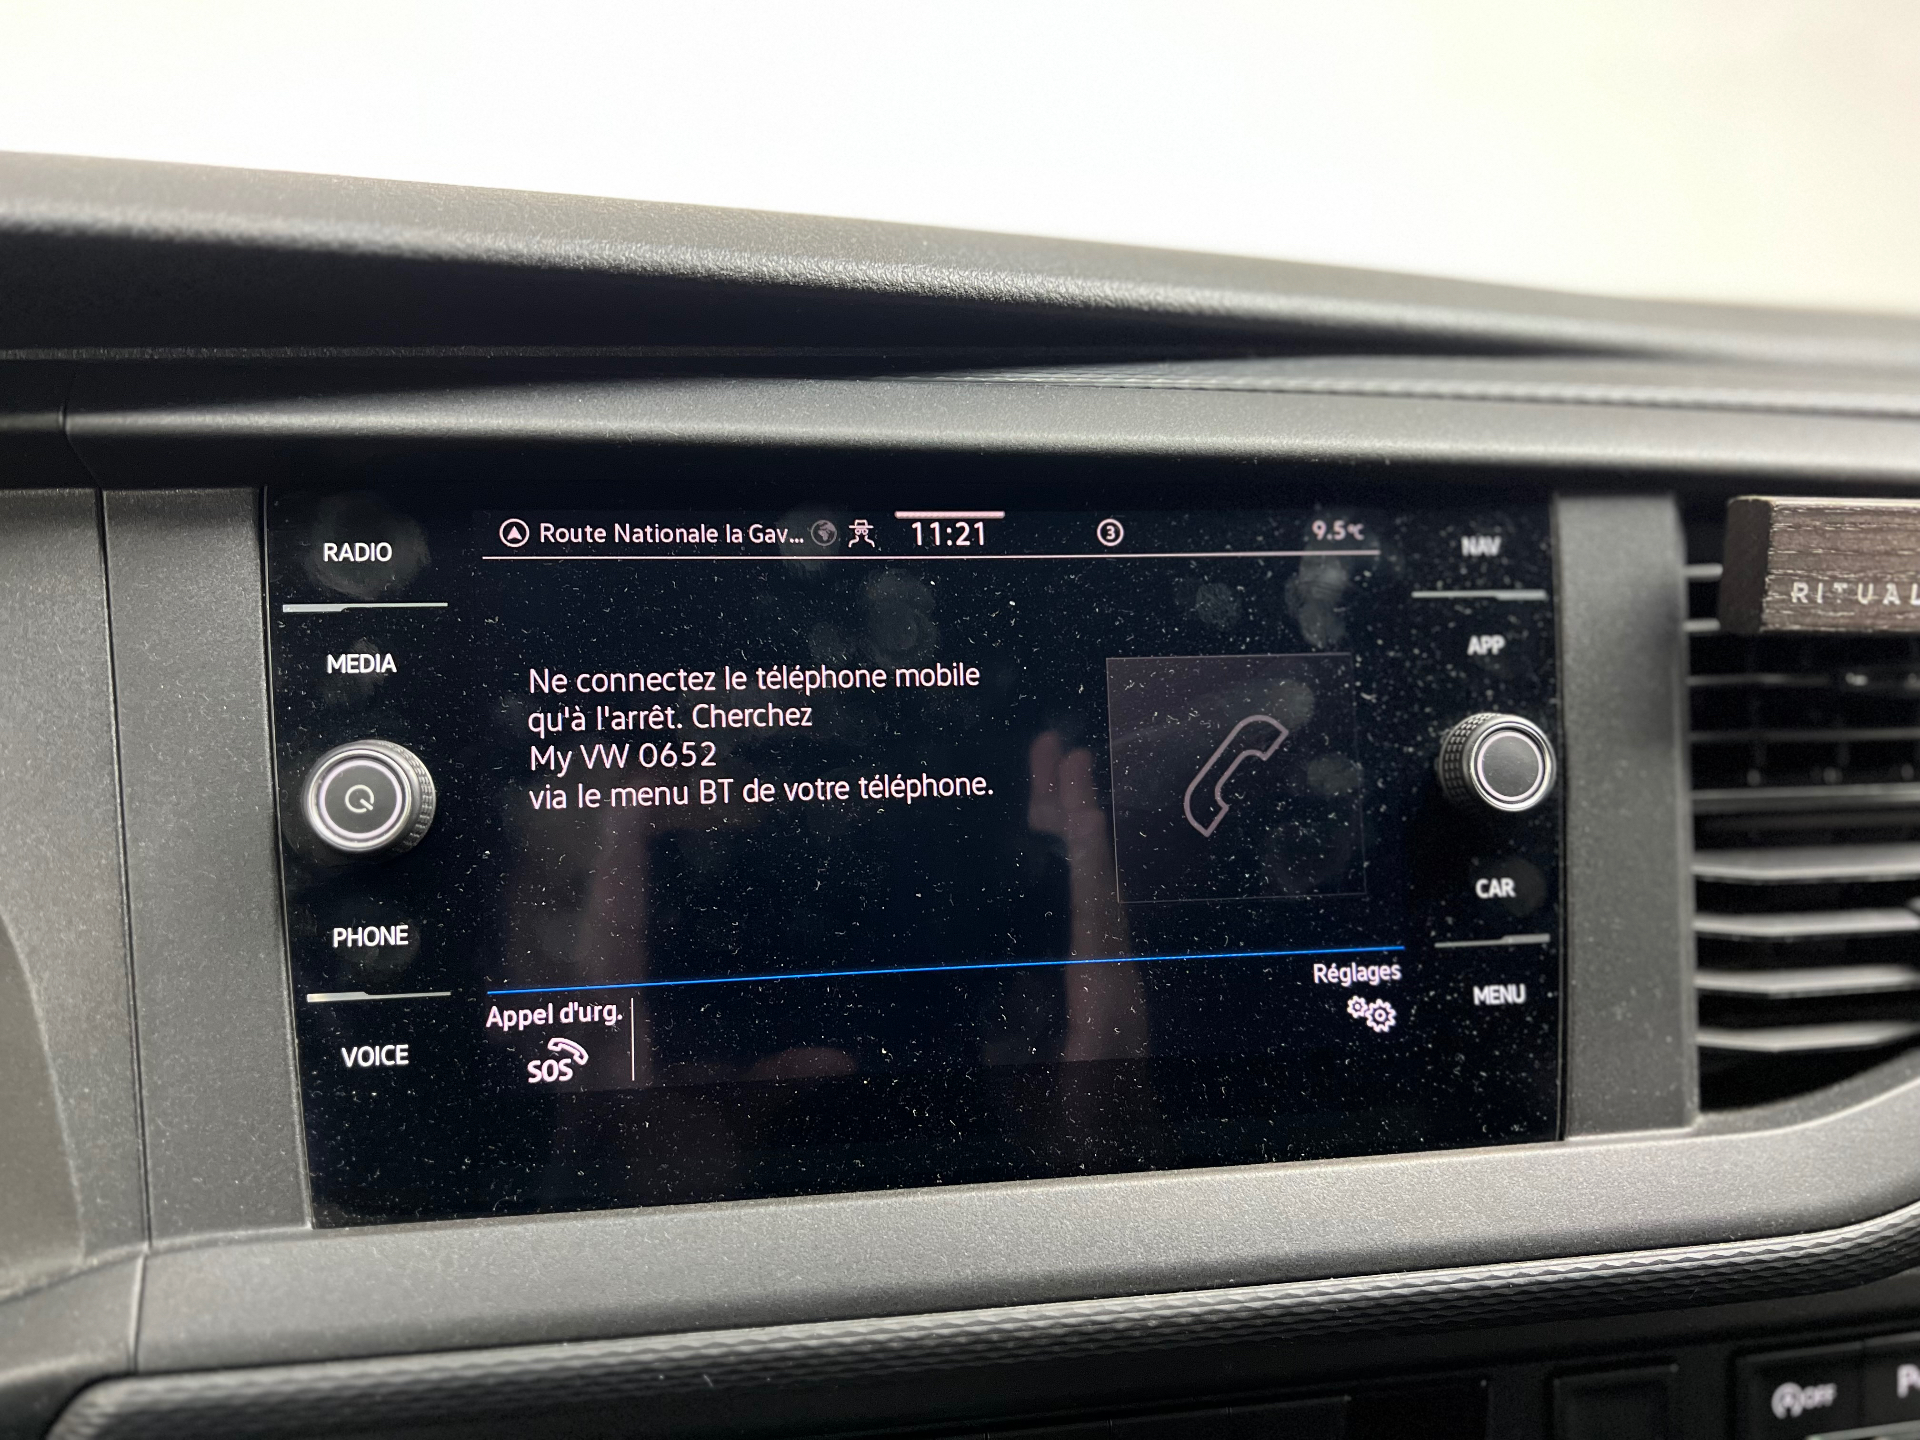 Route Nationale la Gav...
11:21
3
9.5℃
RADIO
MEDIA
PHONE
VOICE
Ne connectez le téléphone mobile
qu'à l'arrêt. Cherchez
My VW 0652
via le menu BT de votre téléphone.
Appel d'urg.
SOS
Réglages
NAV
APP
CAR
MENU
RITUAL
OFF